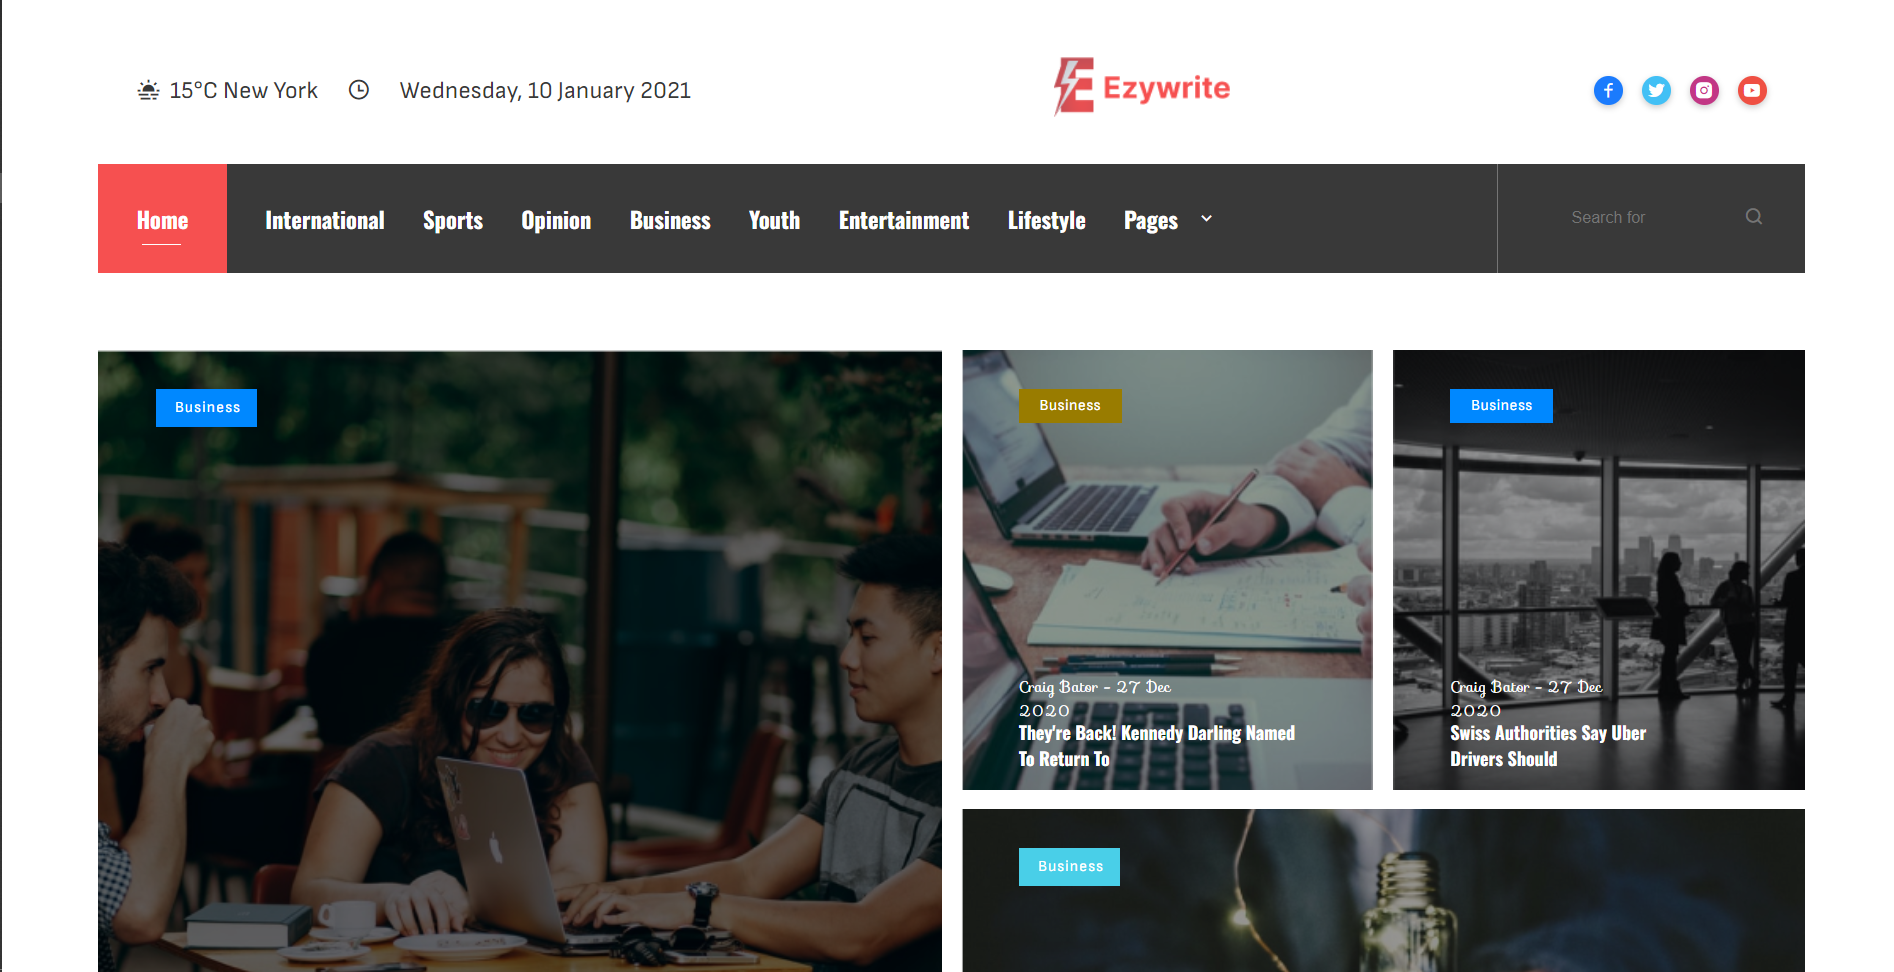 15°C New York
Wednesday, 10 January 2021
Ezywrite
Home
International
Sports
Opinion
Business
Youth
Entertainment
Lifestyle
Pages
Search for
Business
Business
Craig Bator - 27 Dec
2020
They're Back! Kennedy Darling Named
To Return To
Business
Craig Bator - 27 Dec
2020
Swiss Authorities Say Uber
Drivers Should
Business